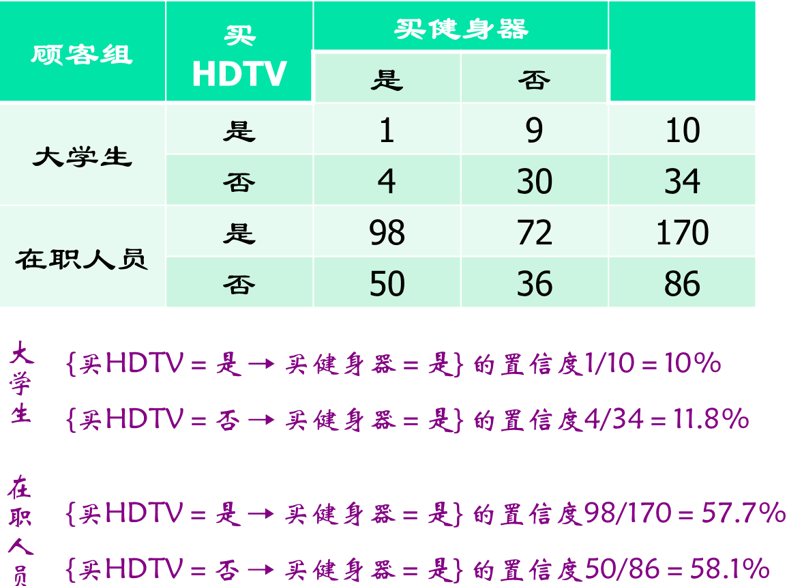 顾客组 买HDTV 买健身器
是 否
大学生 是 1 9 10
否 4 30 34
在职人员 是 98 72 170
否 50 36 86
大学生
{买HDTV = 是 → 买健身器 = 是} 的置信度1/10 = 10%
{买HDTV = 否 → 买健身器 = 是} 的置信度4/34 = 11.8%
在职人员
{买HDTV = 是 → 买健身器 = 是} 的置信度98/170 = 57.7%
{买HDTV = 否 → 买健身器 = 是} 的置信度50/86 = 58.1%